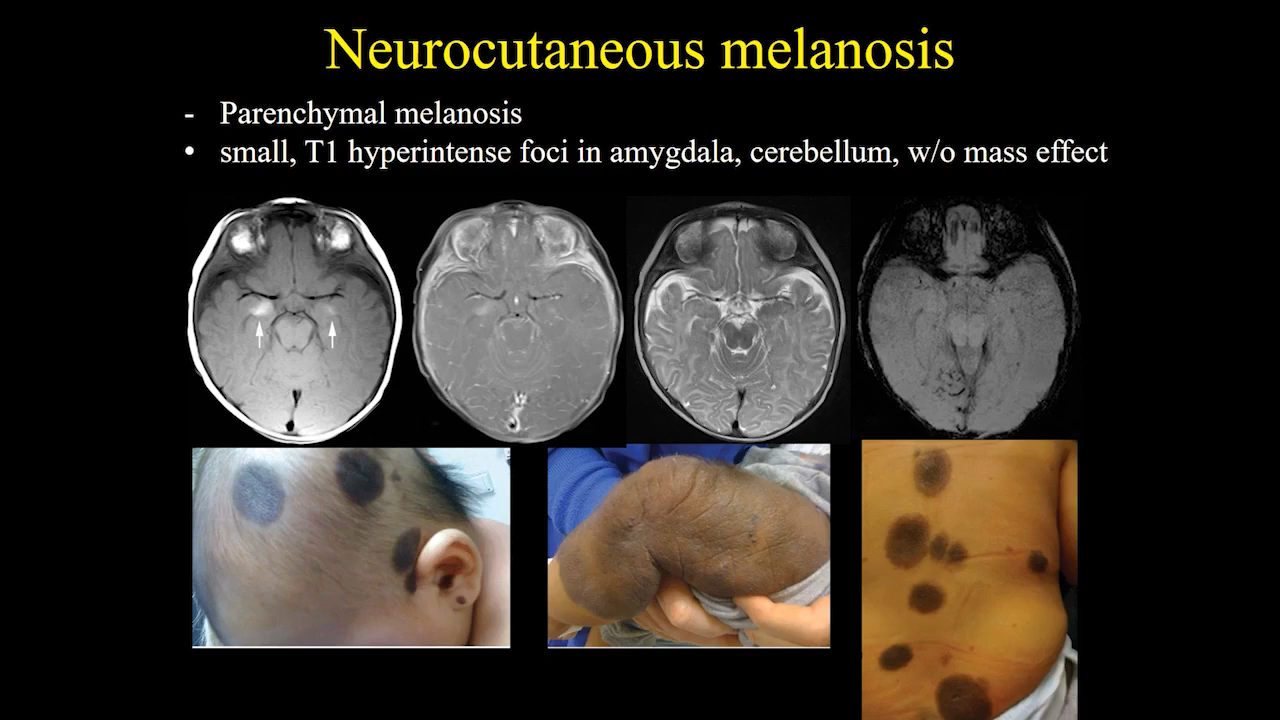 Neurocutaneous melanosis
- Parenchymal melanosis
• small, T1 hyperintense foci in amygdala, cerebellum, w/o mass effect